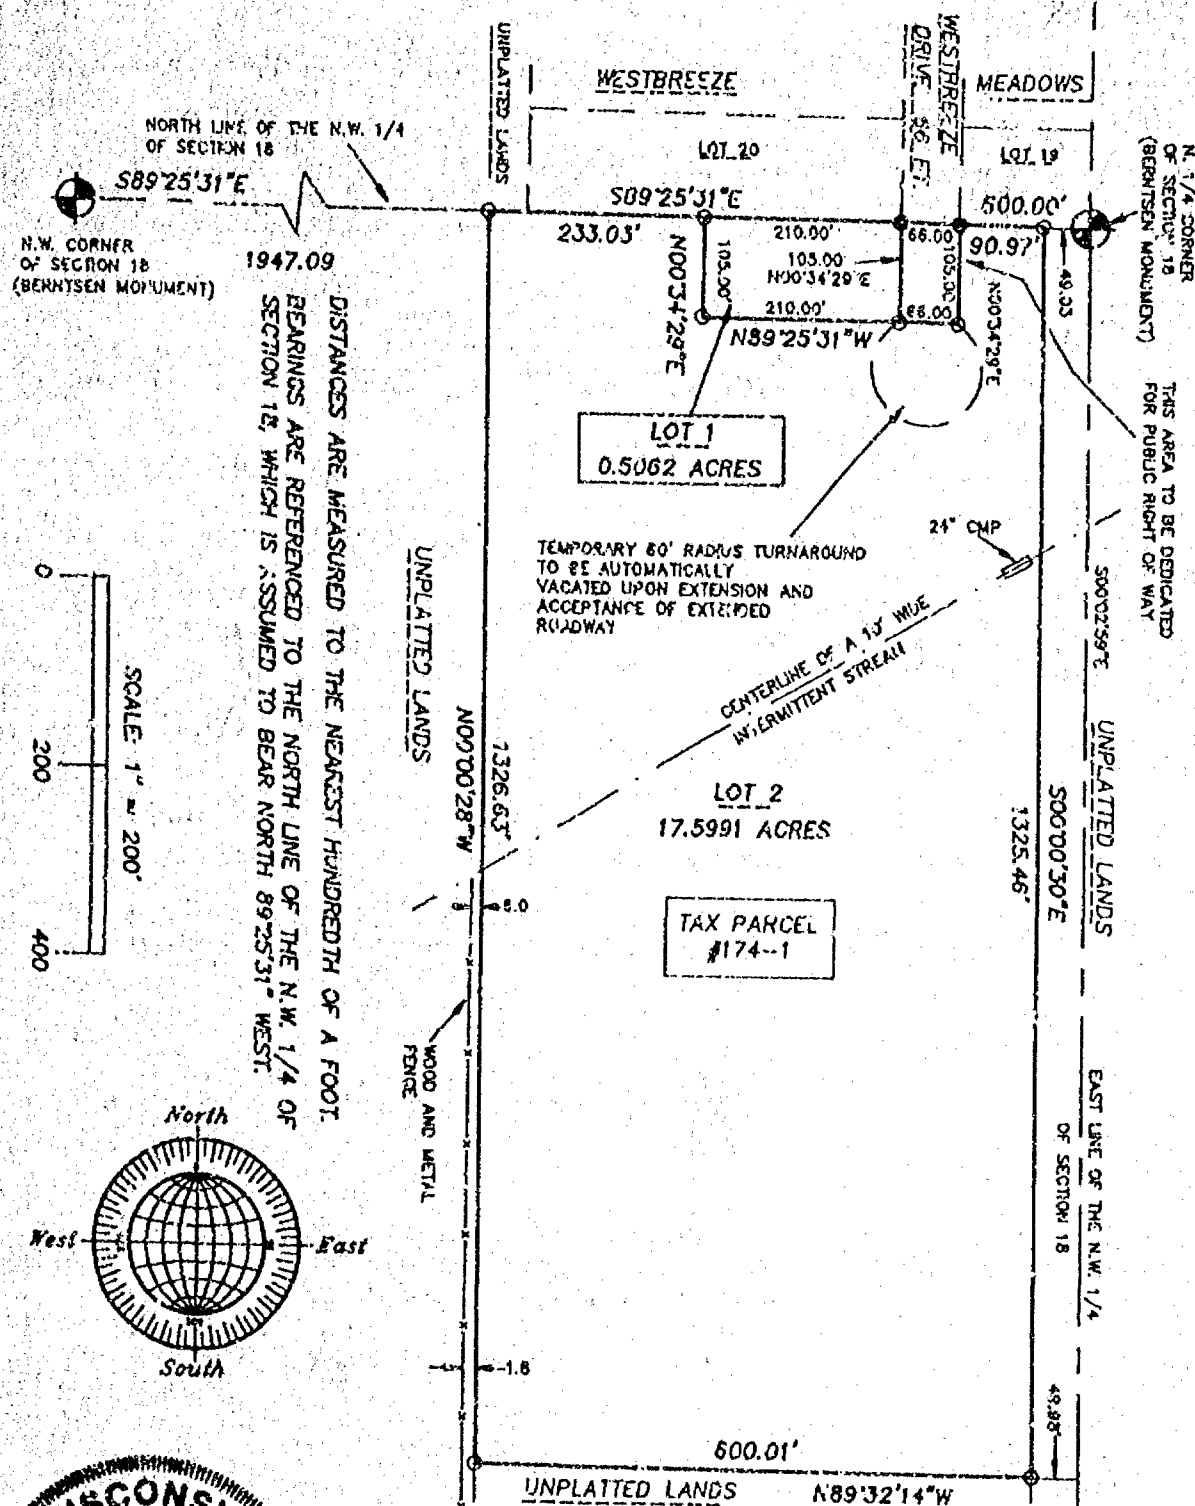 WESTBREEZE
MEADOWS
UNPLATTED LANDS
WESTBREEZE
DRIVE 66 FT.
LOT 20
LOT 19
NORTH LINE OF THE N.W. 1/4
OF SECTION 18
S89°25'31"E
N.W. CORNER
OF SECTION 18
(BERNTSEN MONUMENT)
1947.09
S89°25'31"E
600.00'
233.03'
210.00'
66.00
90.97'
49.03
N. 1/4 CORNER
OF SECTION 18
(BERNTSEN MONUMENT)
105.00'
N00°34'29"E
105.00
N00°34'29"E
105.00
N00°34'29"E
210.00'
66.00
N89°25'31"W
THIS AREA TO BE DEDICATED
FOR PUBLIC RIGHT OF WAY
LOT 1
0.5062 ACRES
TEMPORARY 60' RADIUS TURNAROUND
TO BE AUTOMATICALLY
VACATED UPON EXTENSION AND
ACCEPTANCE OF EXTENDED
ROADWAY
24" CMP
CENTERLINE OF A 10' WIDE
INTERMITTENT STREAM
S00°02'59"E
UNPLATTED LANDS
S00°00'30"E
1325.46'
EAST LINE OF THE N.W. 1/4
OF SECTION 18
LOT 2
17.5991 ACRES
TAX PARCEL
#174--1
UNPLATTED LANDS
1326.63'
N00°00'28"W
DISTANCES ARE MEASURED TO THE NEAREST HUNDREDTH OF A FOOT.
BEARINGS ARE REFERENCED TO THE NORTH LINE OF THE N.W. 1/4 OF
SECTION 18, WHICH IS ASSUMED TO BEAR NORTH 89°25'31" WEST.
SCALE: 1" = 200'
0
200
400
WOOD AND METAL
FENCE
North
West
East
South
1.6
49.98'
600.01'
UNPLATTED LANDS
N89°32'14"W